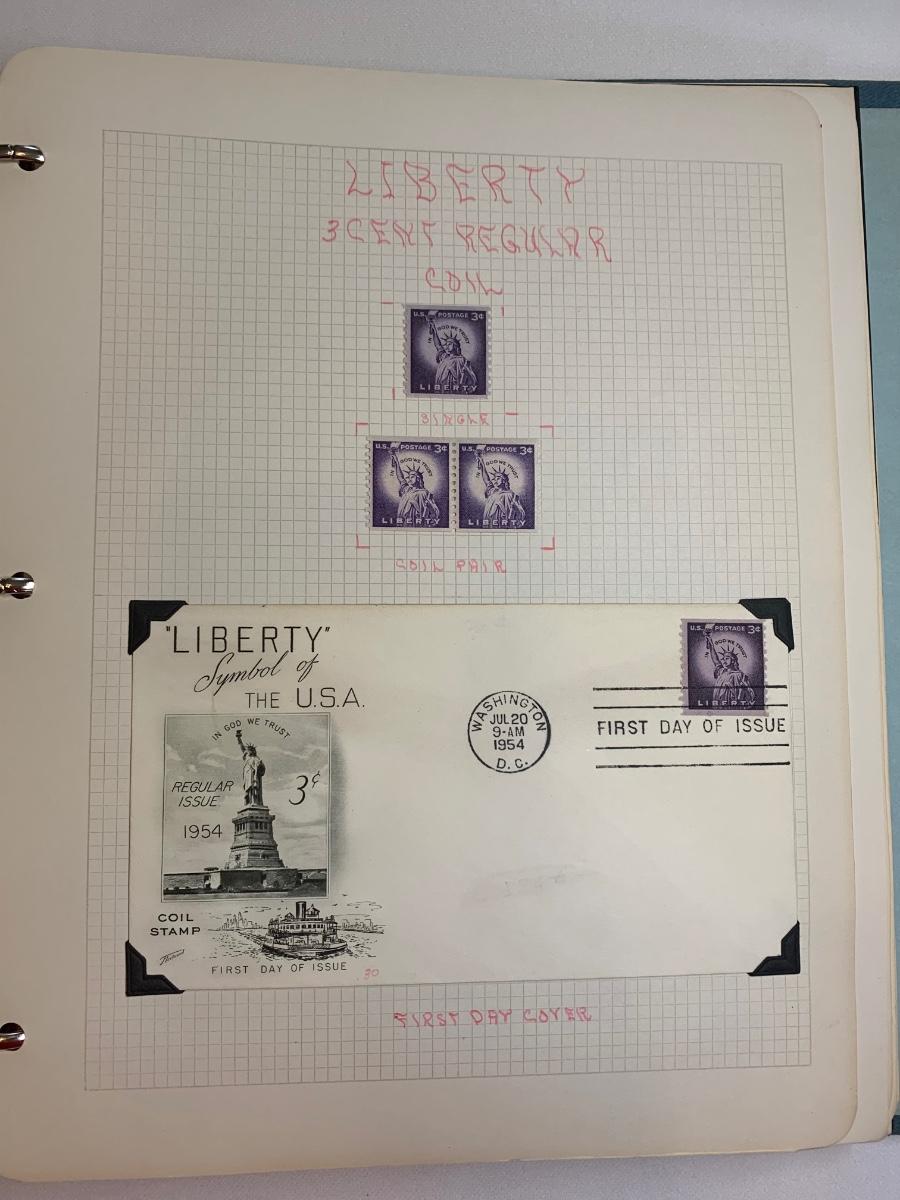 LIBERTY
3 CENT REGULAR
COIL
U.S. POSTAGE 3¢
IN GOD WE TRUST
LIBERTY
SINGLE
U.S. POSTAGE 3¢
IN GOD WE TRUST
LIBERTY
U.S. POSTAGE 3¢
IN GOD WE TRUST
LIBERTY
COIL PAIR
"LIBERTY"
Symbol of
THE U.S.A.
IN GOD WE TRUST
REGULAR
ISSUE
3¢
1954
COIL
STAMP
FIRST DAY OF ISSUE
.30
WASHINGTON
JUL 20
9-AM
1954
D. C.
U.S. POSTAGE 3¢
IN GOD WE TRUST
LIBERTY
FIRST DAY OF ISSUE
FIRST DAY COVER